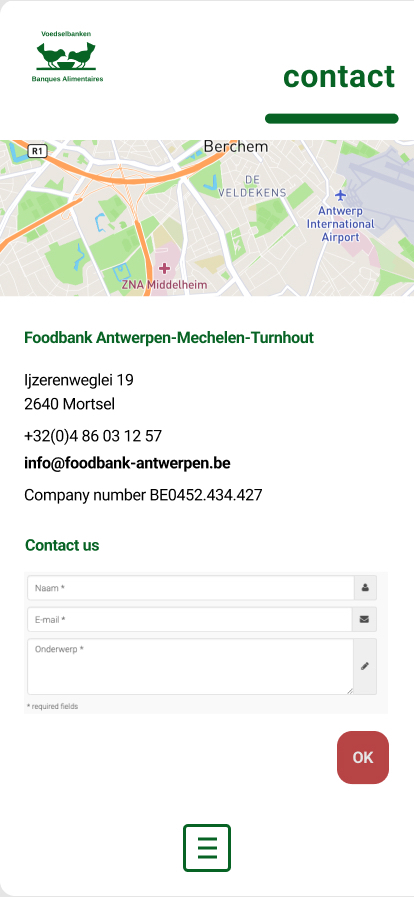 Voedselbanken
Banques Alimentaires
contact
R1
Berchem
DE
VELDEKENS
Antwerp
International
Airport
ZNA Middelheim
Foodbank Antwerpen-Mechelen-Turnhout
Ijzerenweglei 19
2640 Mortsel
+32(0)4 86 03 12 57
info@foodbank-antwerpen.be
Company number BE0452.434.427
Contact us
Naam *
E-mail *
Onderwerp *
* required fields
OK